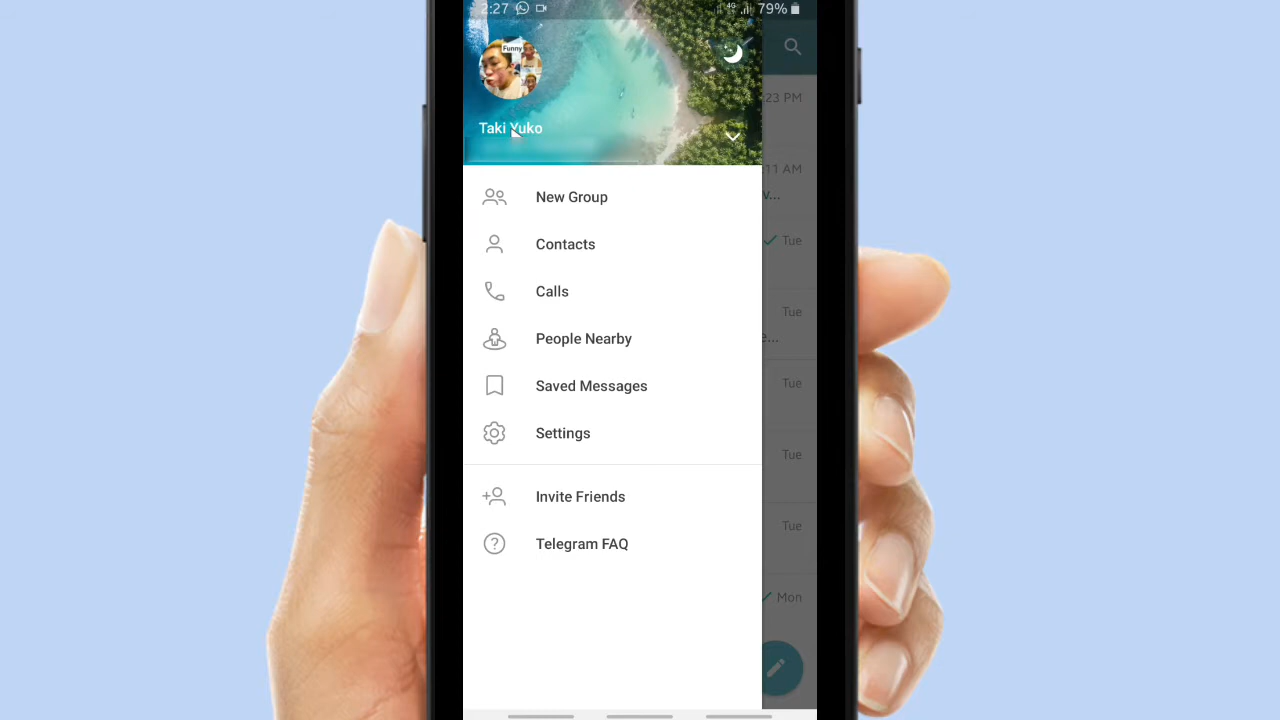 2:27 4G 79%
Funny
Taki Yuko
23 PM
11 AM
v...
Tue
Tue
e...
Tue
Tue
Tue
Mon
New Group
Contacts
Calls
People Nearby
Saved Messages
Settings
Invite Friends
Telegram FAQ